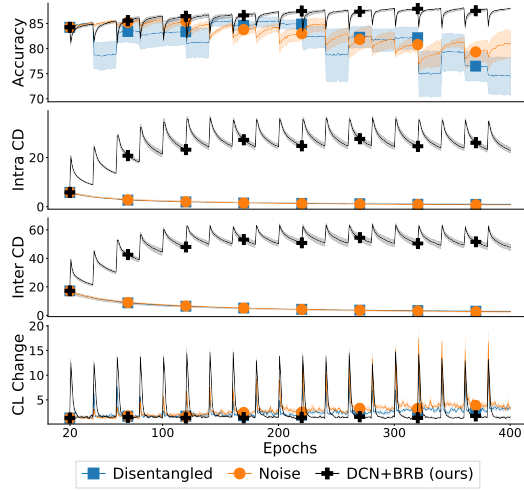 Accuracy
85
80
75
70
Intra CD
20
0
Inter CD
60
40
20
0
CL Change
20
15
10
5
20
100
200
300
400
Epochs
Disentangled
Noise
DCN+BRB (ours)